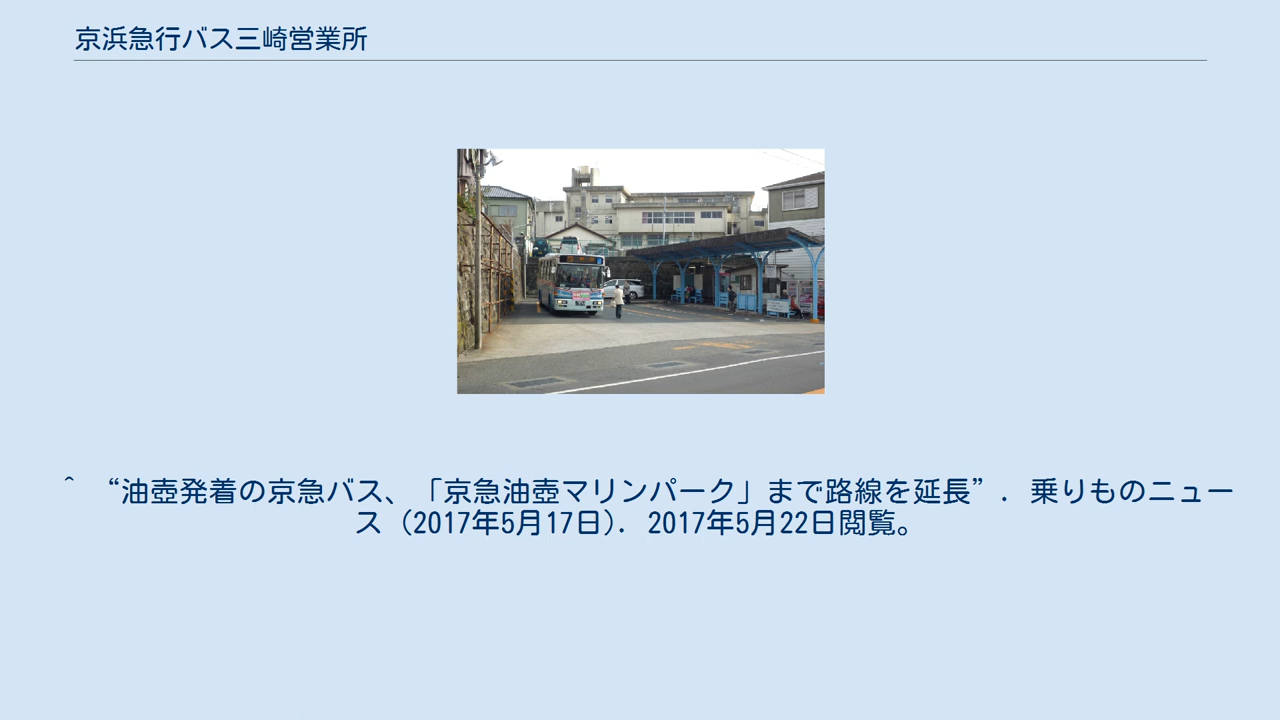 京浜急行バス三崎営業所
^ “油壺発着の京急バス、「京急油壺マリンパーク」まで路線を延長”. 乗りものニュー
ス (2017年5月17日). 2017年5月22日閲覧。